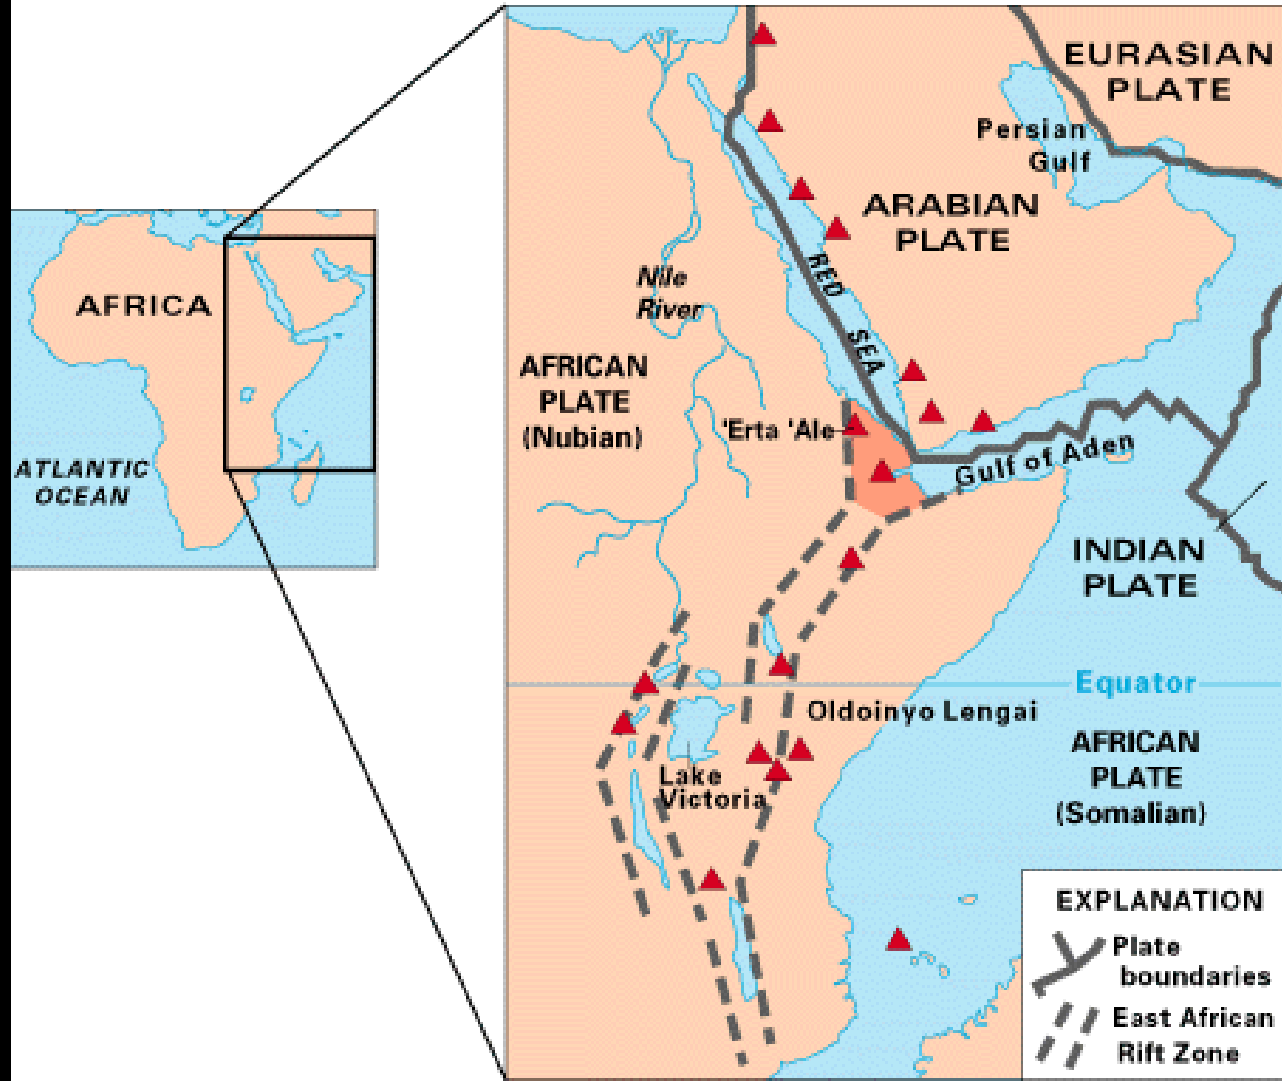 EURASIAN
PLATE
Persian
Gulf
ARABIAN
PLATE
RED
SEA
Nile
River
AFRICA
AFRICAN
PLATE
(Nubian)
'Erta 'Ale
Gulf of Aden
ATLANTIC
OCEAN
INDIAN
PLATE
Equator
Oldoinyo Lengai
Lake
Victoria
AFRICAN
PLATE
(Somalian)
EXPLANATION
Plate
boundaries
East African
Rift Zone